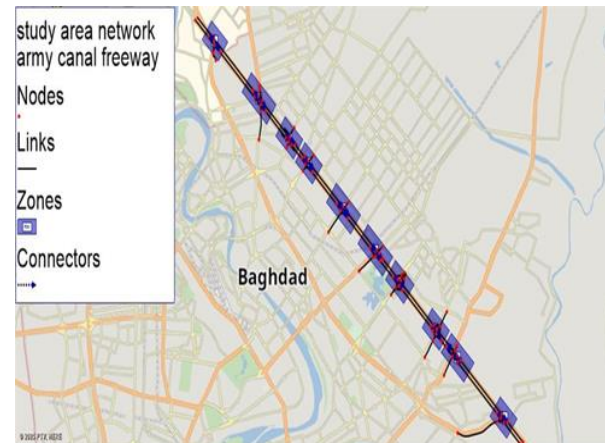 study area network
army canal freeway
Nodes
Links
Zones
Connectors
Baghdad